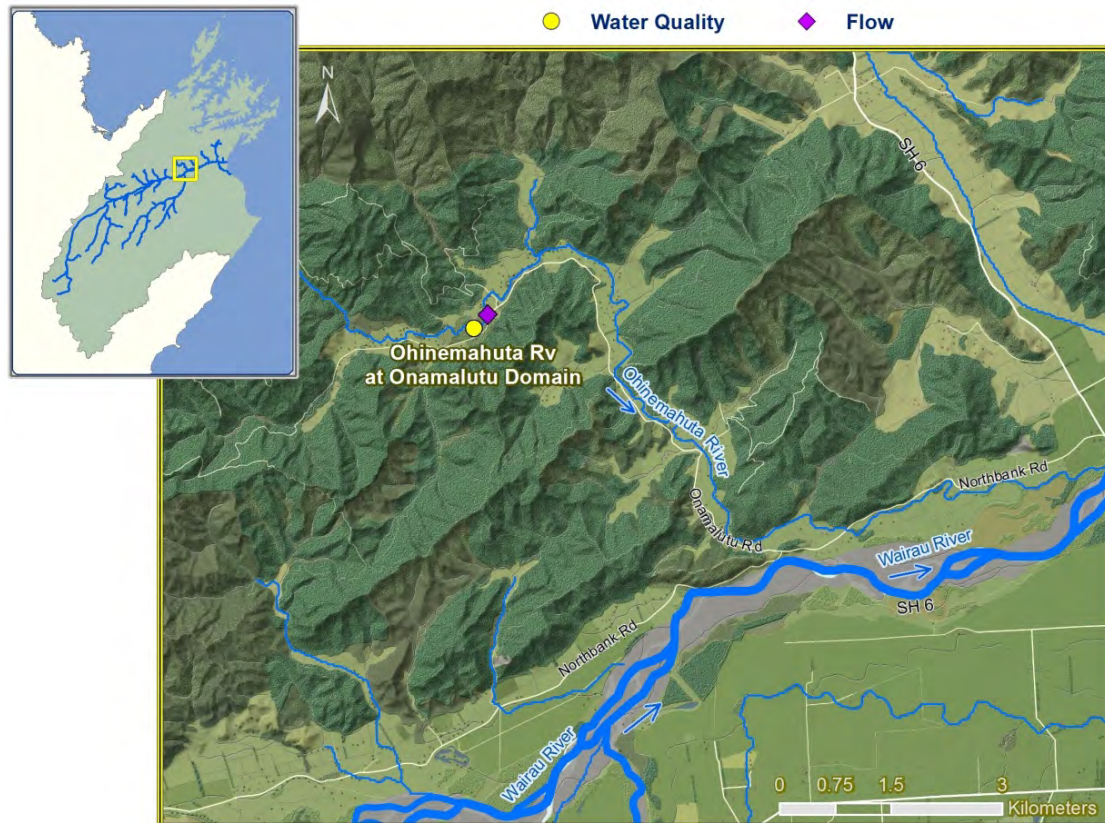 Water Quality
Flow
N
SH 6
Ohinemahuta Rv
at Onamalutu Domain
Ohinemahuta River
Northbank Rd
Onamalutu Rd
Wairau River
SH 6
Northbank Rd
Wairau River
0 0.75 1.5 3
Kilometers